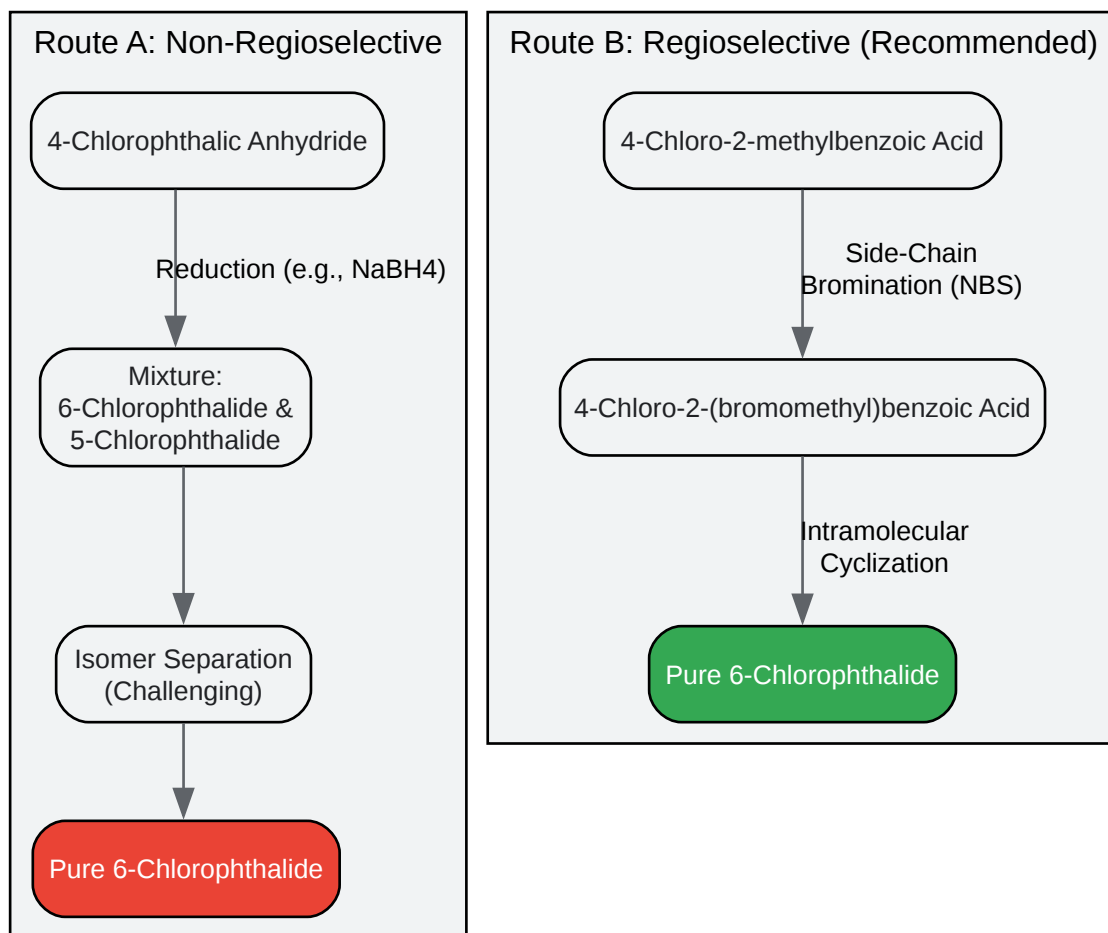 Route A: Non-Regioselective
4-Chlorophthalic Anhydride
Reduction (e.g., NaBH4)
Mixture:
6-Chlorophthalide &
5-Chlorophthalide
Isomer Separation
(Challenging)
Pure 6-Chlorophthalide
Route B: Regioselective (Recommended)
4-Chloro-2-methylbenzoic Acid
Side-Chain
Bromination (NBS)
4-Chloro-2-(bromomethyl)benzoic Acid
Intramolecular
Cyclization
Pure 6-Chlorophthalide